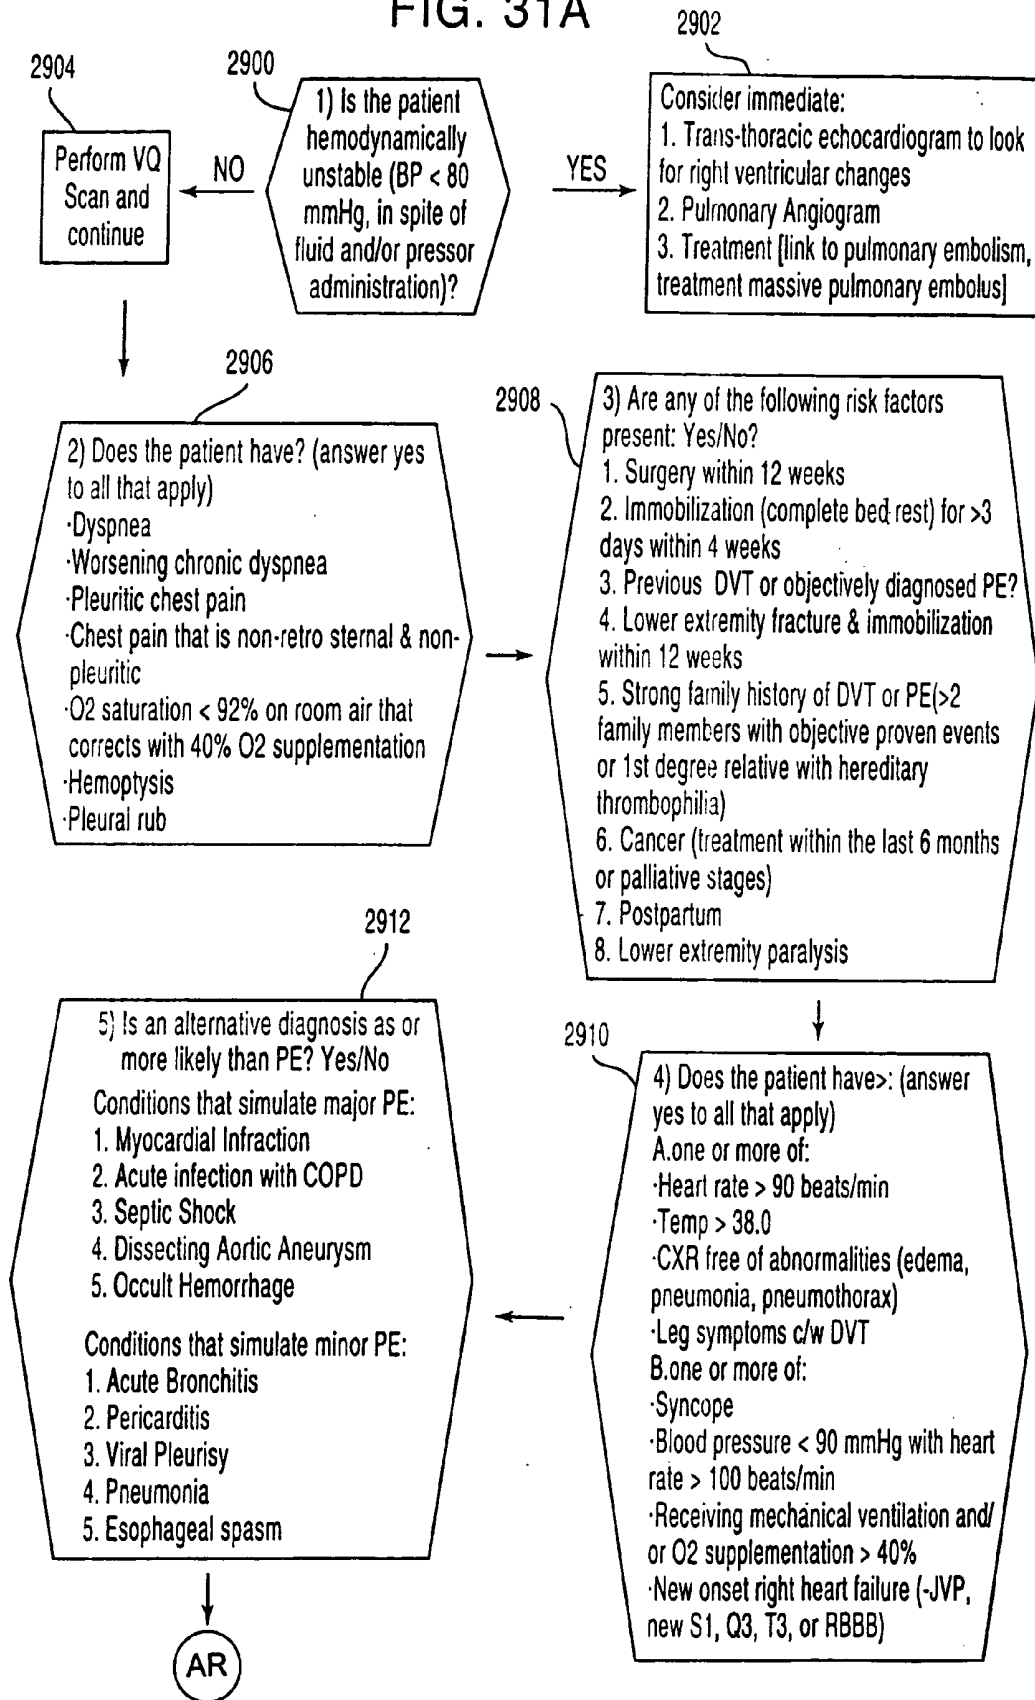 FIG. 31A
2902
2904
2900
1) Is the patient
hemodynamically
unstable (BP < 80
mmHg, in spite of
fluid and/or pressor
administration)?
NO
YES
Perform VQ
Scan and
continue
Consider immediate:
1. Trans-thoracic echocardiogram to look
for right ventricular changes
2. Pulmonary Angiogram
3. Treatment [link to pulmonary embolism,
treatment massive pulmonary embolus]
2906
2) Does the patient have? (answer yes
to all that apply)
·Dyspnea
·Worsening chronic dyspnea
·Pleuritic chest pain
·Chest pain that is non-retro sternal & non-
pleuritic
·O2 saturation < 92% on room air that
corrects with 40% O2 supplementation
·Hemoptysis
·Pleural rub
2908
3) Are any of the following risk factors
present: Yes/No?
1. Surgery within 12 weeks
2. Immobilization (complete bed rest) for >3
days within 4 weeks
3. Previous DVT or objectively diagnosed PE?
4. Lower extremity fracture & immobilization
within 12 weeks
5. Strong family history of DVT or PE(>2
family members with objective proven events
or 1st degree relative with hereditary
thrombophilia)
6. Cancer (treatment within the last 6 months
or palliative stages)
7. Postpartum
8. Lower extremity paralysis
2910
4) Does the patient have>: (answer
yes to all that apply)
A.one or more of:
·Heart rate > 90 beats/min
·Temp > 38.0
·CXR free of abnormalities (edema,
pneumonia, pneumothorax)
·Leg symptoms c/w DVT
B.one or more of:
·Syncope
·Blood pressure < 90 mmHg with heart
rate > 100 beats/min
·Receiving mechanical ventilation and/
or O2 supplementation > 40%
·New onset right heart failure (-JVP,
new S1, Q3, T3, or RBBB)
2912
5) Is an alternative diagnosis as or
more likely than PE? Yes/No
Conditions that simulate major PE:
1. Myocardial Infraction
2. Acute infection with COPD
3. Septic Shock
4. Dissecting Aortic Aneurysm
5. Occult Hemorrhage
Conditions that simulate minor PE:
1. Acute Bronchitis
2. Pericarditis
3. Viral Pleurisy
4. Pneumonia
5. Esophageal spasm
AR